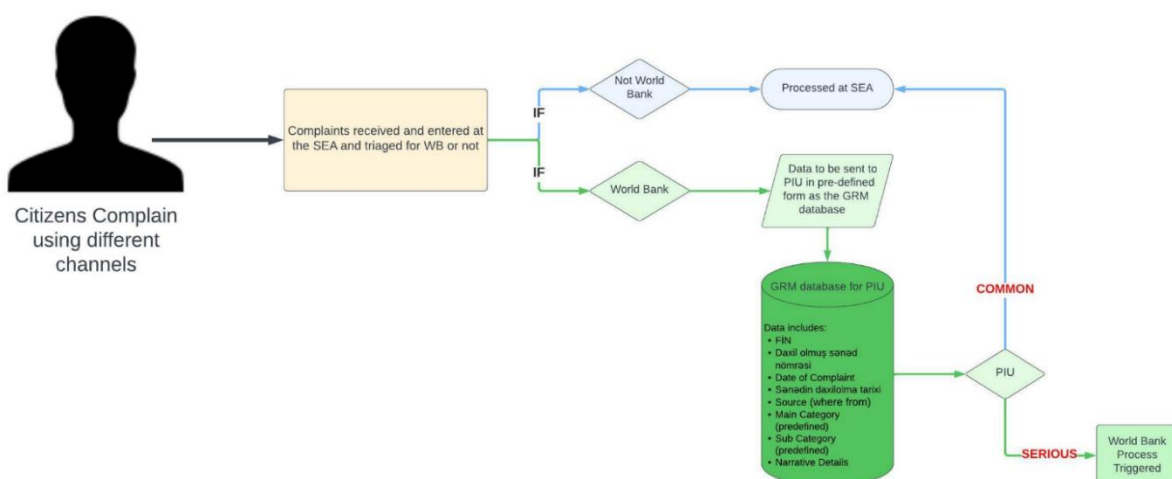 Citizens Complain
using different
channels
Complaints received and entered at
the SEA and triaged for WB or not
IF
IF
Not World
Bank
Processed at SEA
World Bank
Data to be sent to
PIU in pre-defined
form as the GRM
database
GRM database for PIU
Data includes:
• FIN
• Daxil olmuş sənəd
nömrəsi
• Date of Complaint
• Sənədin daxilolma tarixi
• Source (where from)
• Main Category
(predefined)
• Sub Category
(predefined)
• Narrative Details
COMMON
PIU
SERIOUS
World Bank
Process
Triggered